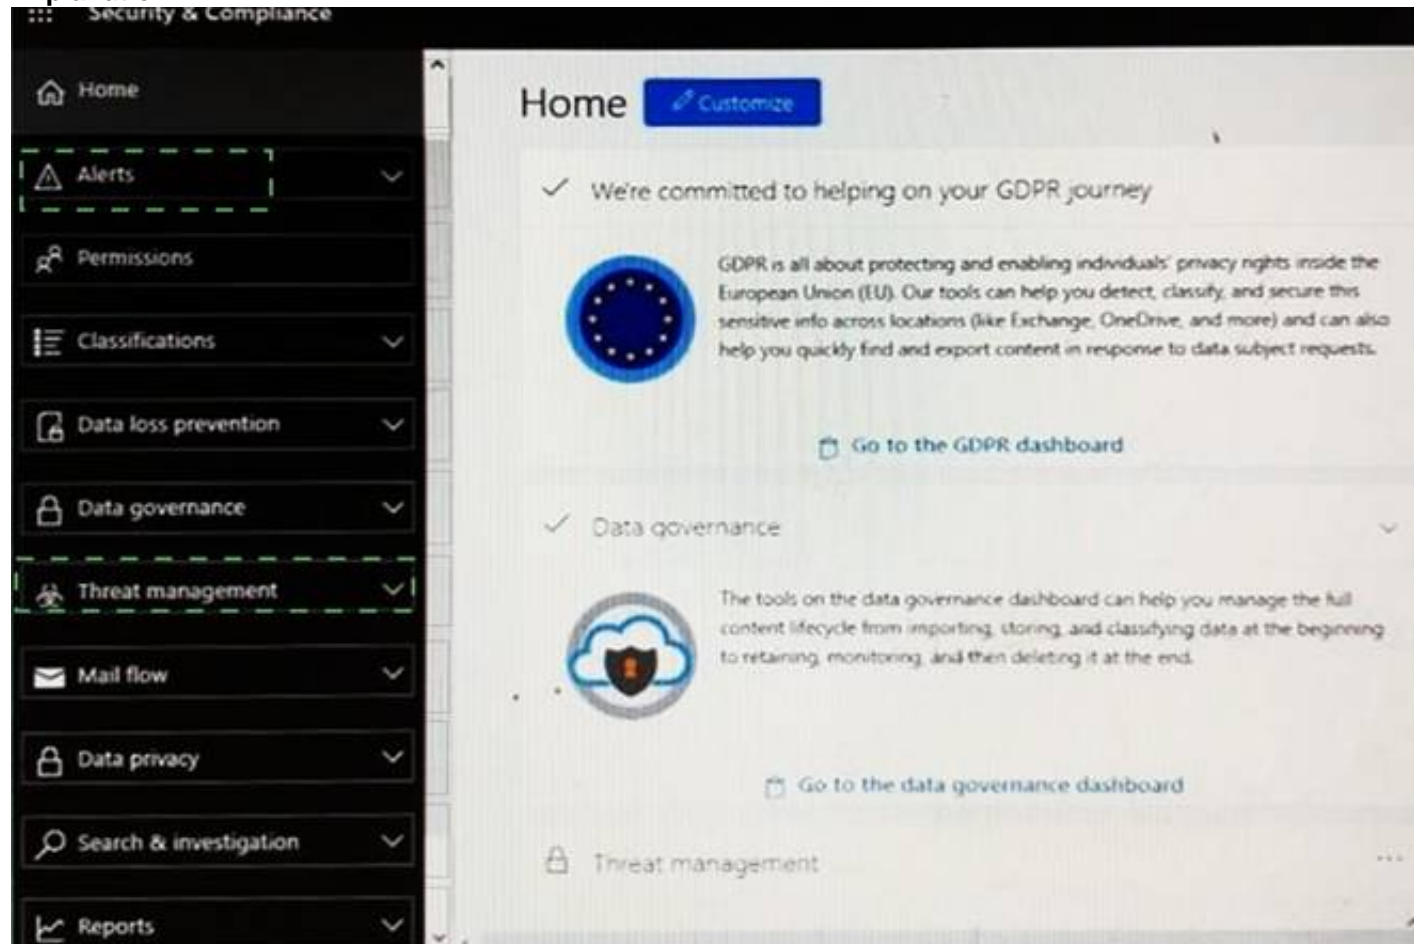 Security & Compliance
Home
Alerts
Permissions
Classifications
Data loss prevention
Data governance
Threat management
Mail flow
Data privacy
Search & investigation
Reports
Home
Customize
We're committed to helping on your GDPR journey
GDPR is all about protecting and enabling individuals' privacy rights inside the
European Union (EU). Our tools can help you detect, classify, and secure this
sensitive info across locations (like Exchange, OneDrive, and more) and can also
help you quickly find and export content in response to data subject requests.
Go to the GDPR dashboard
Data governance
The tools on the data governance dashboard can help you manage the full
content lifecycle from importing, storing, and classifying data at the beginning
to retaining, monitoring, and then deleting it at the end.
Go to the data governance dashboard
Threat management